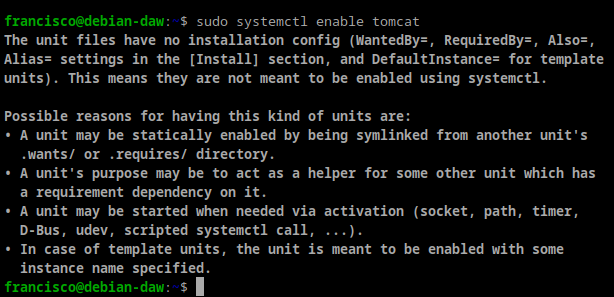 francisco@debian-daw:~$ sudo systemctl enable tomcat
The unit files have no installation config (WantedBy=, RequiredBy=, Also=,
Alias= settings in the [Install] section, and DefaultInstance= for template
units). This means they are not meant to be enabled using systemctl.

Possible reasons for having this kind of units are:
• A unit may be statically enabled by being symlinked from another unit's
  .wants/ or .requires/ directory.
• A unit's purpose may be to act as a helper for some other unit which has
  a requirement dependency on it.
• A unit may be started when needed via activation (socket, path, timer,
  D-Bus, udev, scripted systemctl call, ...).
• In case of template units, the unit is meant to be enabled with some
  instance name specified.
francisco@debian-daw:~$